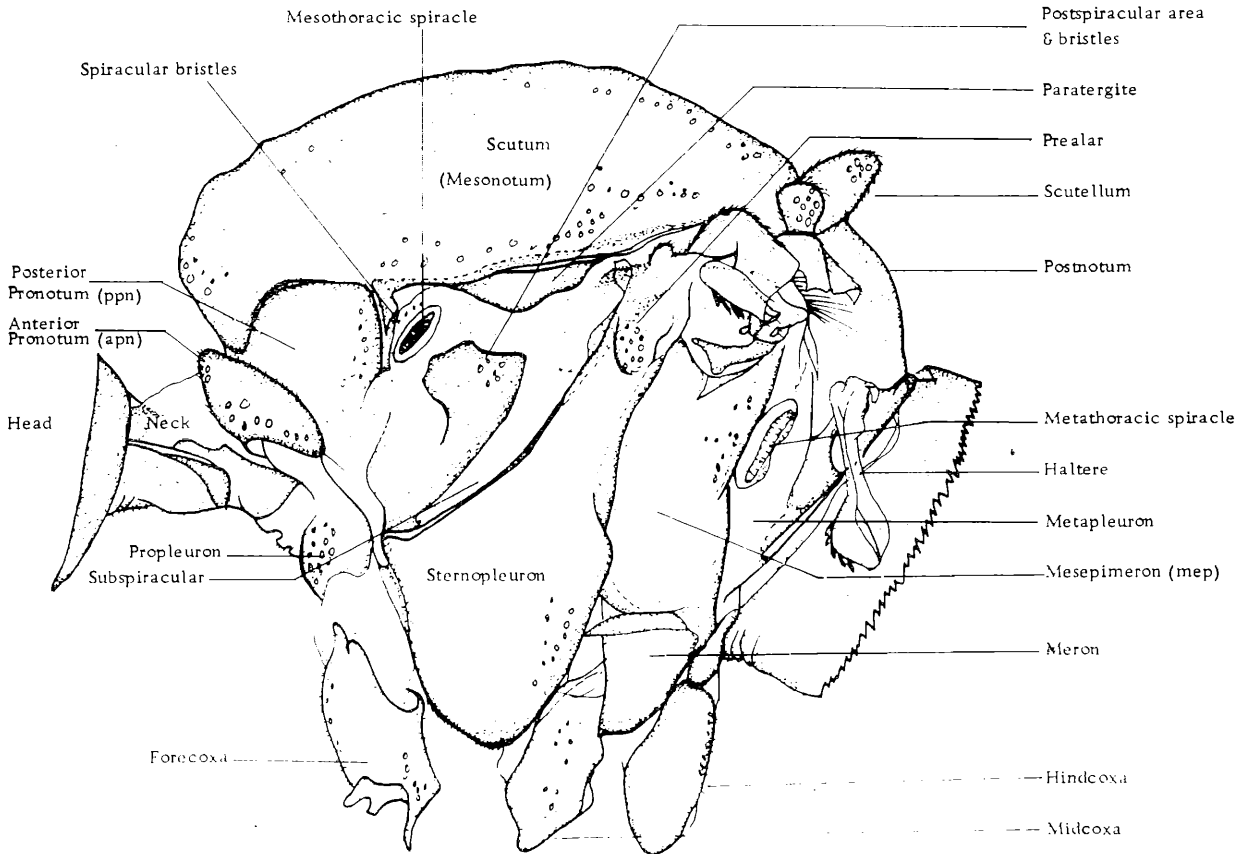 Mesothoracic spiracle
Postspiracular area
& bristles
Spiracular bristles
Paratergite
Scutum
(Mesonotum)
Prealar
Scutellum
Posterior
Pronotum (ppn)
Postnotum
Anterior
Pronotum (apn)
Head
Neck
Metathoracic spiracle
Haltere
Metapleuron
Propleuron
Subspiracular
Sternopleuron
Mesepimeron (mep)
Meron
Forecoxa
Hindcoxa
Midcoxa